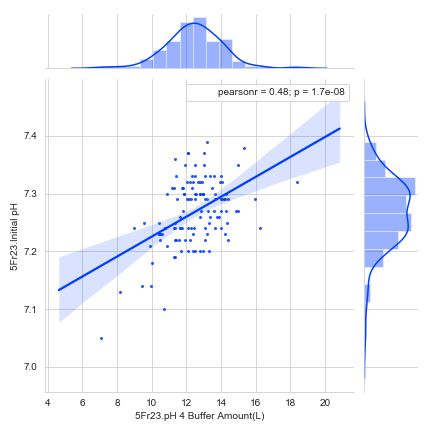 pearsonr = 0.48; p = 1.7e-08
7.4
7.3
7.2
7.1
7.0
5Fr23.Initial pH
4 6 8 10 12 14 16 18 20
5Fr23.pH 4 Buffer Amount(L)